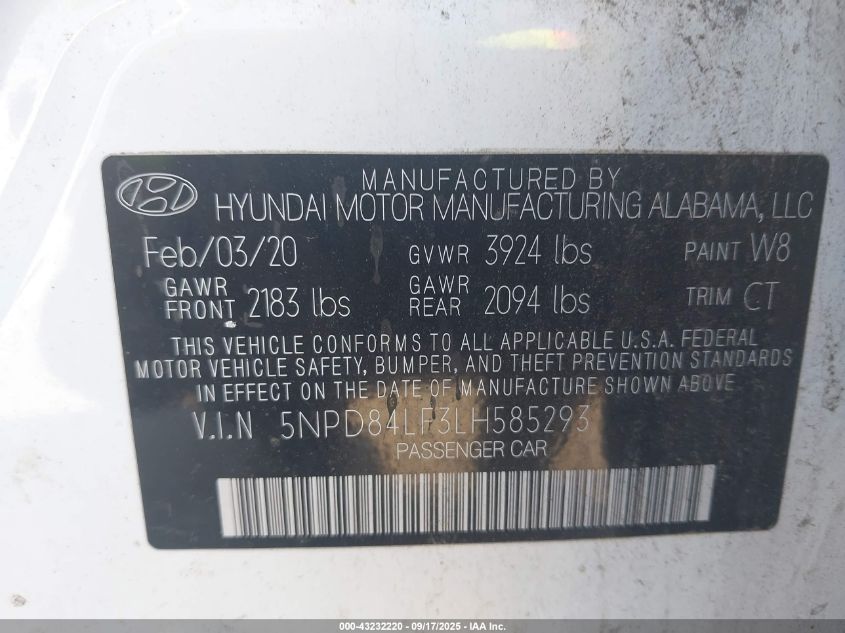 MANUFACTURED BY
HYUNDAI MOTOR MANUFACTURING ALABAMA, LLC
Feb/03/20 GVWR 3924 lbs PAINT W8
GAWR FRONT 2183 lbs GAWR REAR 2094 lbs TRIM CT
THIS VEHICLE CONFORMS TO ALL APPLICABLE U.S.A. FEDERAL
MOTOR VEHICLE SAFETY, BUMPER, AND THEFT PREVENTION STANDARDS
IN EFFECT ON THE DATE OF MANUFACTURE SHOWN ABOVE
V.I.N 5NPD84LF3LH585293
PASSENGER CAR
000-43232220 - 09/17/2025 - IAA Inc.